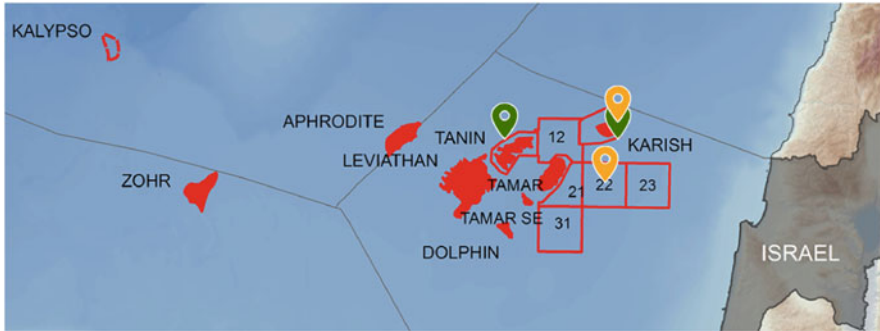 KALYPSO
APHRODITE
TANIN
12
KARISH
LEVIATHAN
ZOHR
TAMAR
21
22
23
TAMAR SE
31
DOLPHIN
ISRAEL